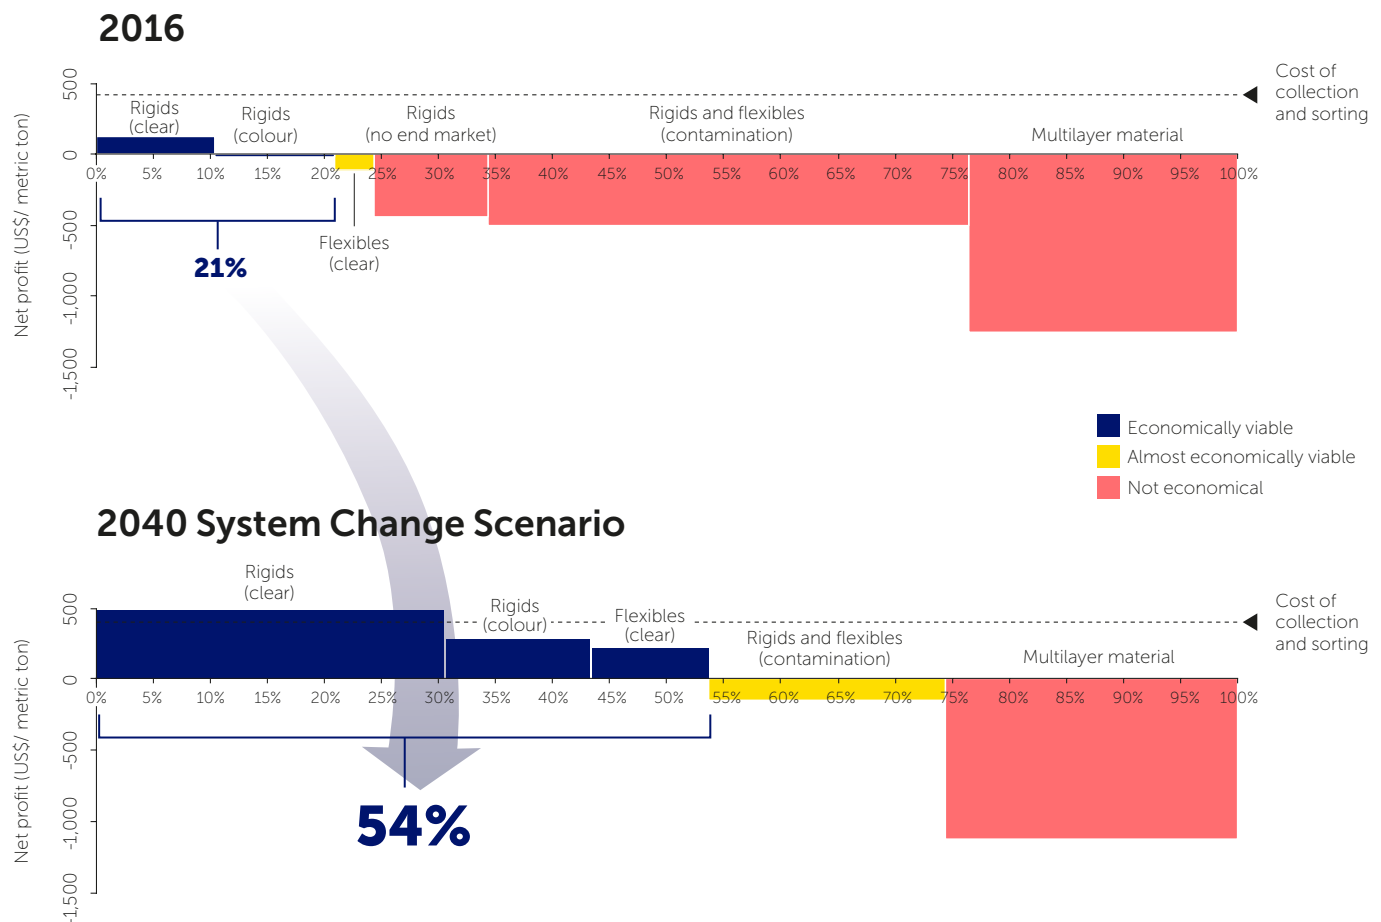 2016
Net profit (US$/ metric ton)
500
0
-500
-1,000
-1,500
Cost of
collection
and sorting
Rigids
(clear)
Rigids
(colour)
Rigids
(no end market)
Rigids and flexibles
(contamination)
Multilayer material
0% 5% 10% 15% 20% 25% 30% 35% 40% 45% 50% 55% 60% 65% 70% 75% 80% 85% 90% 95% 100%
Flexibles
(clear)
21%
Economically viable
Almost economically viable
Not economical
2040 System Change Scenario
Net profit (US$/ metric ton)
500
0
-500
-1,000
-1,500
Rigids
(clear)
Rigids
(colour)
Flexibles
(clear)
Rigids and flexibles
(contamination)
Multilayer material
Cost of
collection
and sorting
0% 5% 10% 15% 20% 25% 30% 35% 40% 45% 50% 55% 60% 65% 70% 75% 80% 85% 90% 95% 100%
54%